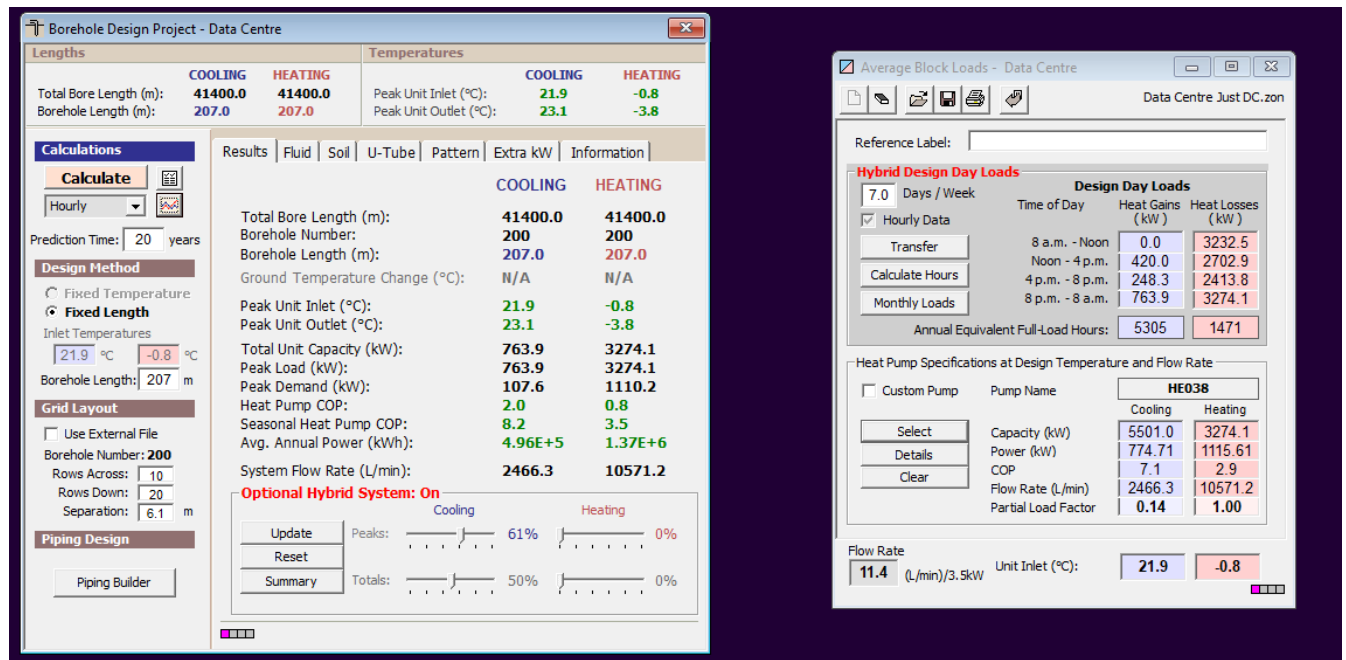 Borehole Design Project - Data Centre
Lengths
COOLING HEATING
Total Bore Length (m): 41400.0 41400.0
Borehole Length (m): 207.0 207.0
Temperatures
COOLING HEATING
Peak Unit Inlet (°C): 21.9 -0.8
Peak Unit Outlet (°C): 23.1 -3.8
Calculations
Calculate
Hourly
Prediction Time: 20 years
Design Method
Fixed Temperature
Fixed Length
Inlet Temperatures
21.9 °C -0.8 °C
Borehole Length: 207 m
Grid Layout
Use External File
Borehole Number: 200
Rows Across: 10
Rows Down: 20
Separation: 6.1 m
Piping Design
Piping Builder
Results Fluid Soil U-Tube Pattern Extra kW Information
COOLING HEATING
Total Bore Length (m): 41400.0 41400.0
Borehole Number: 200 200
Borehole Length (m): 207.0 207.0
Ground Temperature Change (°C): N/A N/A
Peak Unit Inlet (°C): 21.9 -0.8
Peak Unit Outlet (°C): 23.1 -3.8
Total Unit Capacity (kW): 763.9 3274.1
Peak Load (kW): 763.9 3274.1
Peak Demand (kW): 107.6 1110.2
Heat Pump COP: 2.0 0.8
Seasonal Heat Pump COP: 8.2 3.5
Avg. Annual Power (kWh): 4.96E+5 1.37E+6
System Flow Rate (L/min): 2466.3 10571.2
Optional Hybrid System: On
Cooling Heating
Update Peaks: 61% 0%
Reset
Summary Totals: 50% 0%
Average Block Loads - Data Centre
Data Centre Just DC.zon
Reference Label:
Hybrid Design Day Loads
7.0 Days / Week
Hourly Data
Transfer
Calculate Hours
Monthly Loads
Design Day Loads
Time of Day Heat Gains (kW) Heat Losses (kW)
8 a.m. - Noon 0.0 3232.5
Noon - 4 p.m. 420.0 2702.9
4 p.m. - 8 p.m. 248.3 2413.8
8 p.m. - 8 a.m. 763.9 3274.1
Annual Equivalent Full-Load Hours: 5305 1471
Heat Pump Specifications at Design Temperature and Flow Rate
Custom Pump Pump Name HE038
Cooling Heating
Select
Details
Clear
Capacity (kW) 5501.0 3274.1
Power (kW) 774.71 1115.61
COP 7.1 2.9
Flow Rate (L/min) 2466.3 10571.2
Partial Load Factor 0.14 1.00
Flow Rate
11.4 (L/min)/3.5kW
Unit Inlet (°C): 21.9 -0.8